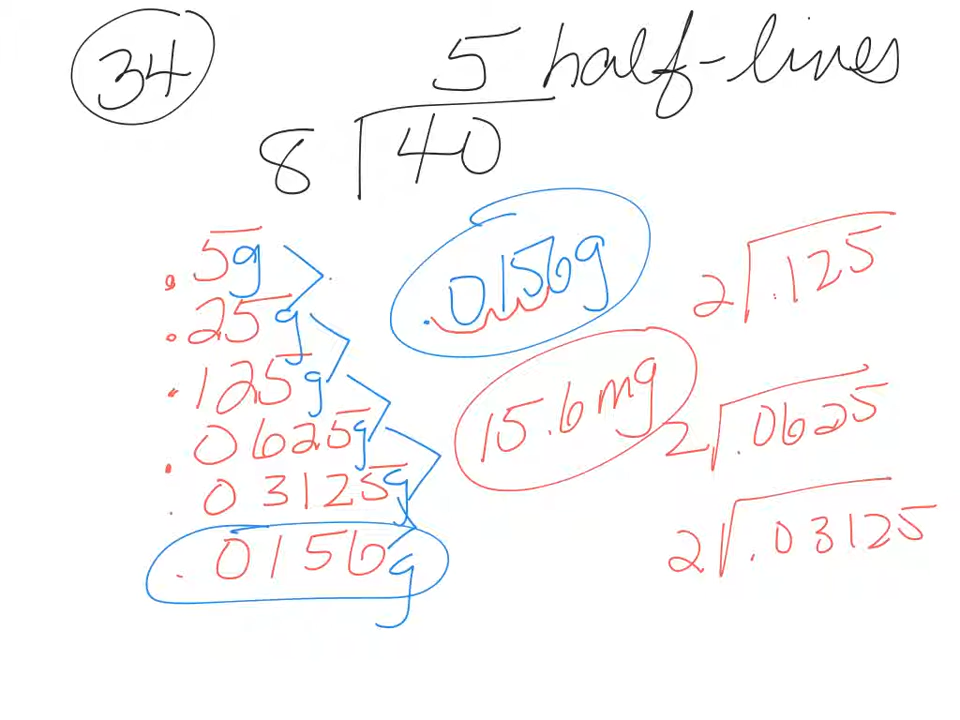 34
5 half-lines
8 40
.5g
.25g
.125g
.0625g
.03125g
.0156g
.0156g
15.6mg
2 .125
2 .0625
2 .03125